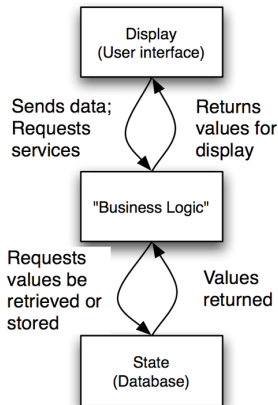 Display
(User interface)
Sends data;
Requests
services
Returns
values for
display
"Business Logic"
Requests
values be
retrieved or
stored
Values
returned
State
(Database)